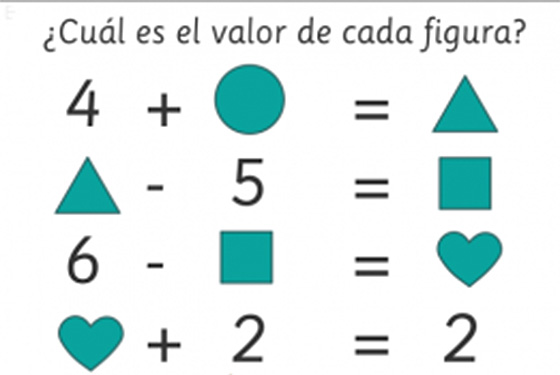 ¿Cuál es el valor de cada figura?
4 + =
- 5 =
6 - =
+ 2 = 2